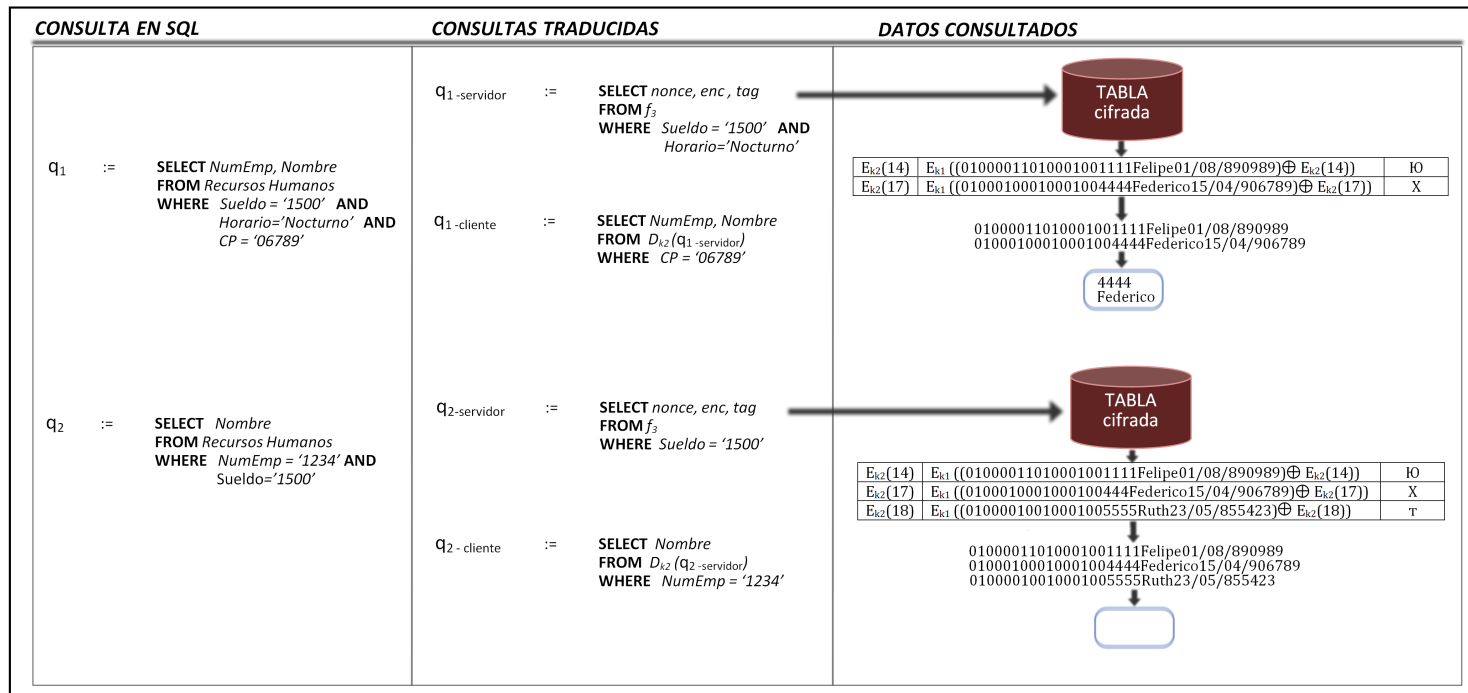 CONSULTA EN SQL
CONSULTAS TRADUCIDAS
DATOS CONSULTADOS
q1 := SELECT NumEmp, Nombre
FROM Recursos Humanos
WHERE Sueldo = '1500' AND
Horario='Nocturno' AND
CP = '06789'
q1 -servidor := SELECT nonce, enc , tag
FROM f3
WHERE Sueldo = '1500' AND
Horario='Nocturno'
q1 -cliente := SELECT NumEmp, Nombre
FROM Dk2 (q1 -servidor)
WHERE CP = '06789'
TABLA
cifrada
Ek2(14) Ek1 ((01000011010001001111Felipe01/08/890989)⊕ Ek2(14)) Ю
Ek2(17) Ek1 ((01000100010001004444Federico15/04/906789)⊕ Ek2(17)) X
01000011010001001111Felipe01/08/890989
01000100010001004444Federico15/04/906789
4444
Federico
q2 := SELECT Nombre
FROM Recursos Humanos
WHERE NumEmp = '1234' AND
Sueldo='1500'
q2-servidor := SELECT nonce, enc, tag
FROM f3
WHERE Sueldo = '1500'
q2 - cliente := SELECT Nombre
FROM Dk2 (q2 -servidor)
WHERE NumEmp = '1234'
TABLA
cifrada
Ek2(14) Ek1 ((01000011010001001111Felipe01/08/890989)⊕ Ek2(14)) Ю
Ek2(17) Ek1 ((0100010001000100444Federico15/04/906789)⊕ Ek2(17)) X
Ek2(18) Ek1 ((01000010010001005555Ruth23/05/855423)⊕ Ek2(18)) т
01000011010001001111Felipe01/08/890989
01000100010001004444Federico15/04/906789
01000010010001005555Ruth23/05/855423